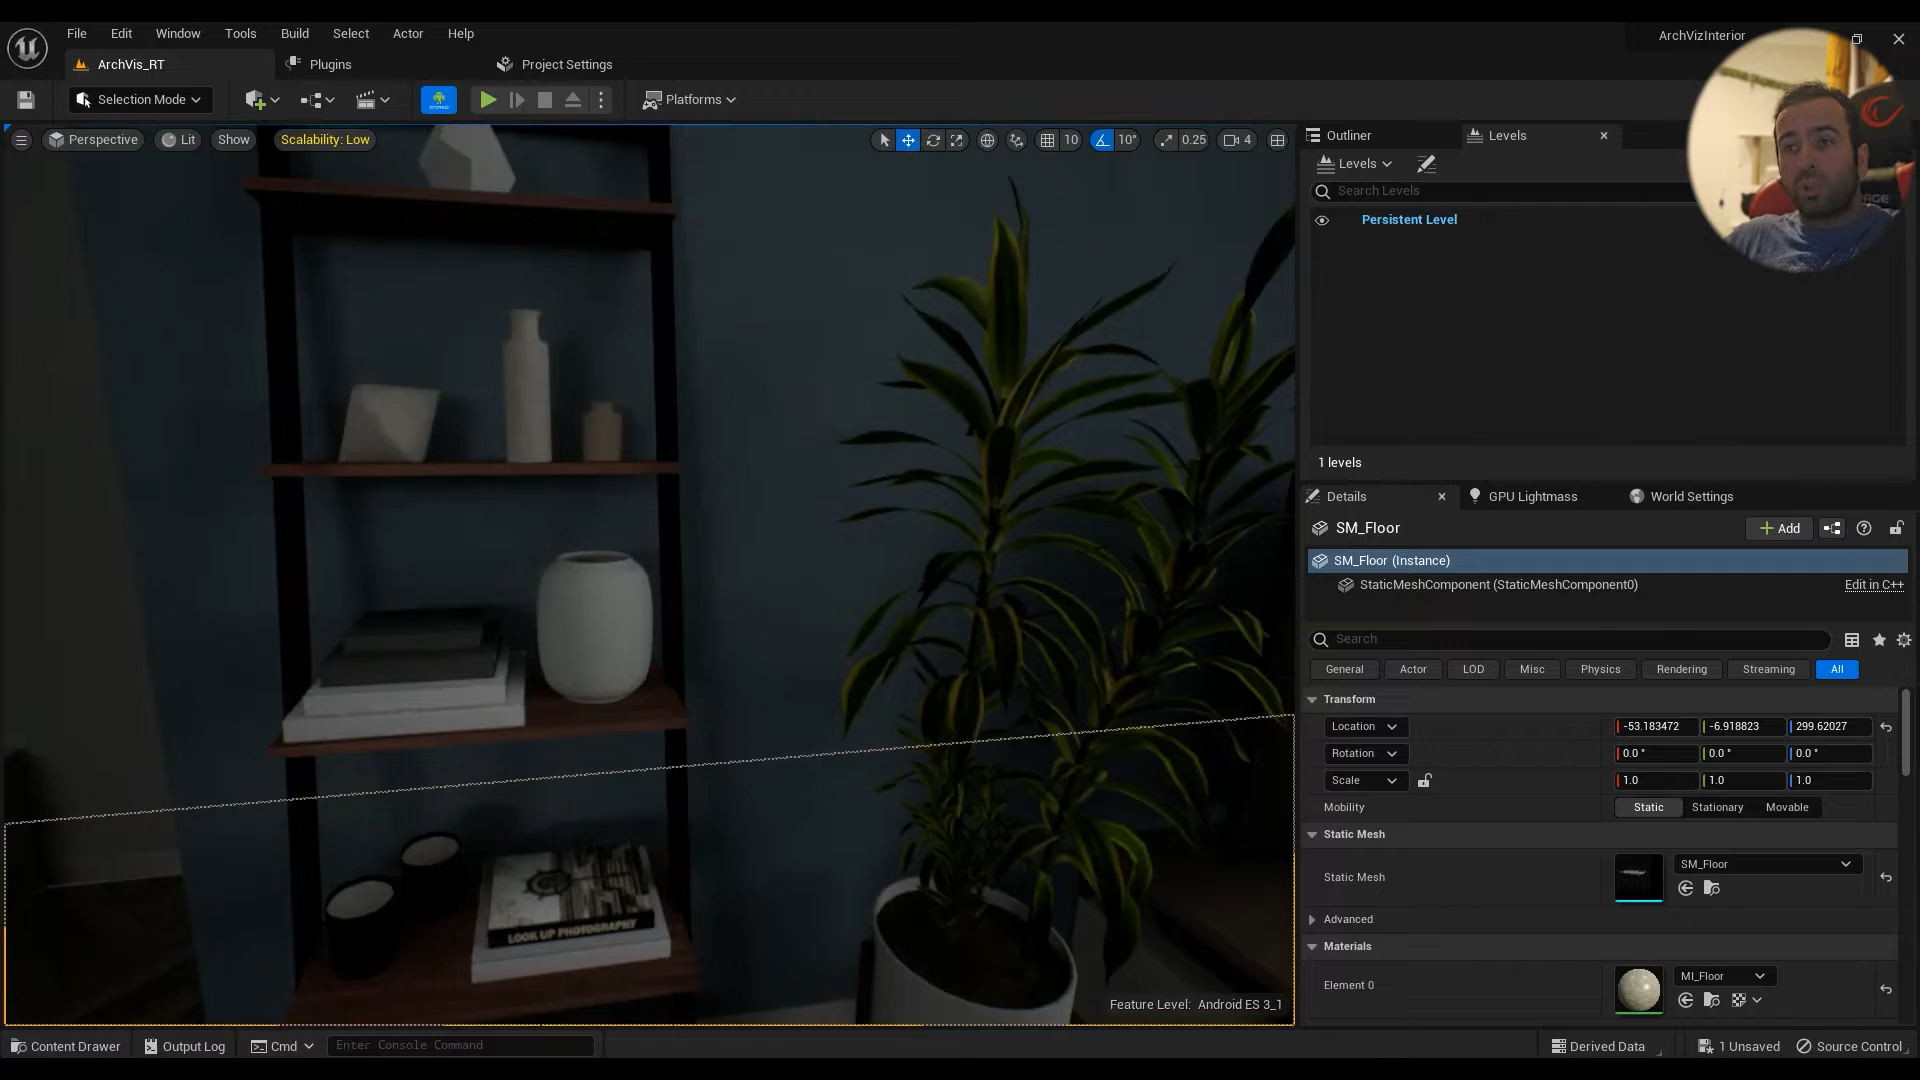 File Edit Window Tools Build Select Actor Help
ArchVizInterior
ArchVis_RT Plugins Project Settings
Selection Mode Platforms
Perspective Lit Show Scalability: Low 10 10° 0.25 4
Outliner Levels
Levels
Search Levels
Persistent Level
1 levels
Details GPU Lightmass World Settings
SM_Floor Add
SM_Floor (Instance)
StaticMeshComponent (StaticMeshComponent0) Edit in C++
Search
General Actor LOD Misc Physics Rendering Streaming All
Transform
Location -53.183472 -6.918823 299.62027
Rotation 0.0 ° 0.0 ° 0.0 °
Scale 1.0 1.0 1.0
Mobility Static Stationary Movable
Static Mesh
Static Mesh SM_Floor
Advanced
Materials
Element 0 MI_Floor
LOOK UP PHOTOGRAPHY
Feature Level: Android ES 3_1
Content Drawer Output Log Cmd Enter Console Command Derived Data 1 Unsaved Source Control